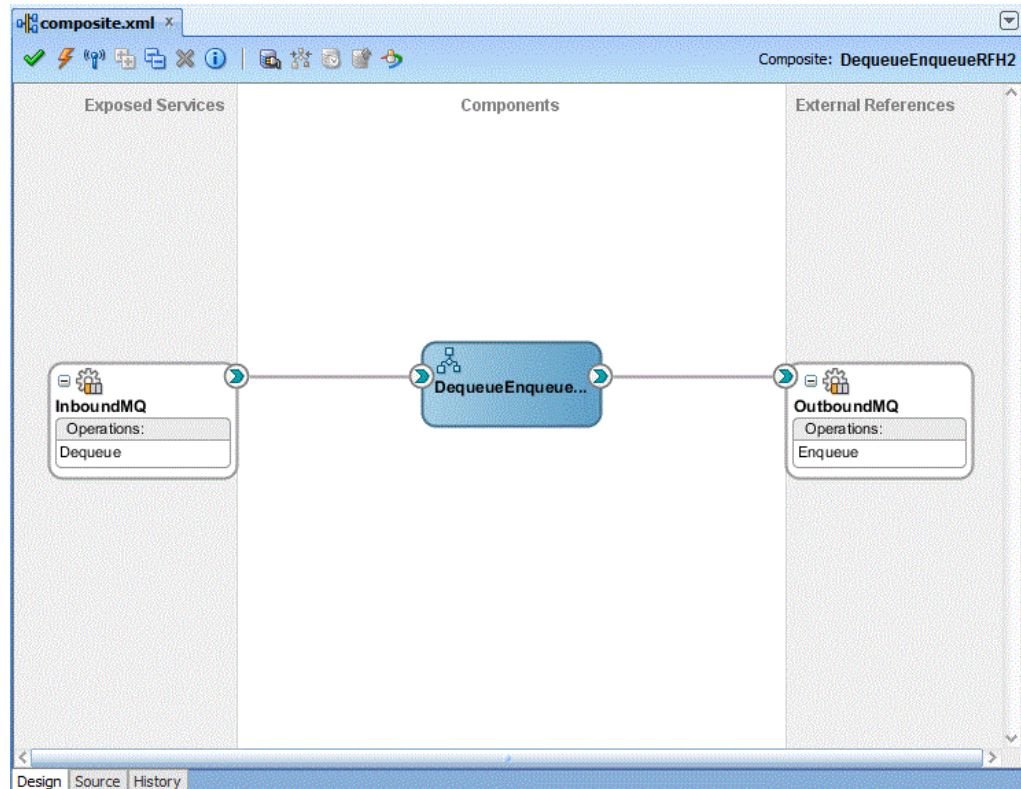 composite.xml x
Composite: DequeueEnqueueRFH2
Exposed Services Components External References
DequeueEnqueue...
InboundMQ
Operations:
Dequeue
OutboundMQ
Operations:
Enqueue
Design Source History